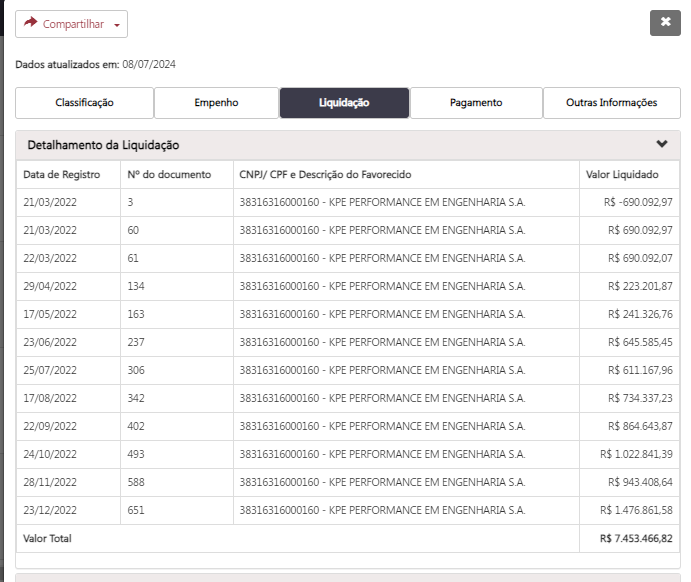 Compartilhar
Dados atualizados em: 08/07/2024
Classificação Empenho Liquidação Pagamento Outras Informações
Detalhamento da Liquidação
Data de Registro Nº do documento CNPJ/ CPF e Descrição do Favorecido Valor Liquidado
21/03/2022 3 38316316000160 - KPE PERFORMANCE EM ENGENHARIA S.A. R$ -690.092,97
21/03/2022 60 38316316000160 - KPE PERFORMANCE EM ENGENHARIA S.A. R$ 690.092,97
22/03/2022 61 38316316000160 - KPE PERFORMANCE EM ENGENHARIA S.A. R$ 690.092,07
29/04/2022 134 38316316000160 - KPE PERFORMANCE EM ENGENHARIA S.A. R$ 223.201,87
17/05/2022 163 38316316000160 - KPE PERFORMANCE EM ENGENHARIA S.A. R$ 241.326,76
23/06/2022 237 38316316000160 - KPE PERFORMANCE EM ENGENHARIA S.A. R$ 645.585,45
25/07/2022 306 38316316000160 - KPE PERFORMANCE EM ENGENHARIA S.A. R$ 611.167,96
17/08/2022 342 38316316000160 - KPE PERFORMANCE EM ENGENHARIA S.A. R$ 734.337,23
22/09/2022 402 38316316000160 - KPE PERFORMANCE EM ENGENHARIA S.A. R$ 864.643,87
24/10/2022 493 38316316000160 - KPE PERFORMANCE EM ENGENHARIA S.A. R$ 1.022.841,39
28/11/2022 588 38316316000160 - KPE PERFORMANCE EM ENGENHARIA S.A. R$ 943.408,64
23/12/2022 651 38316316000160 - KPE PERFORMANCE EM ENGENHARIA S.A. R$ 1.476.861,58
Valor Total R$ 7.453.466,82